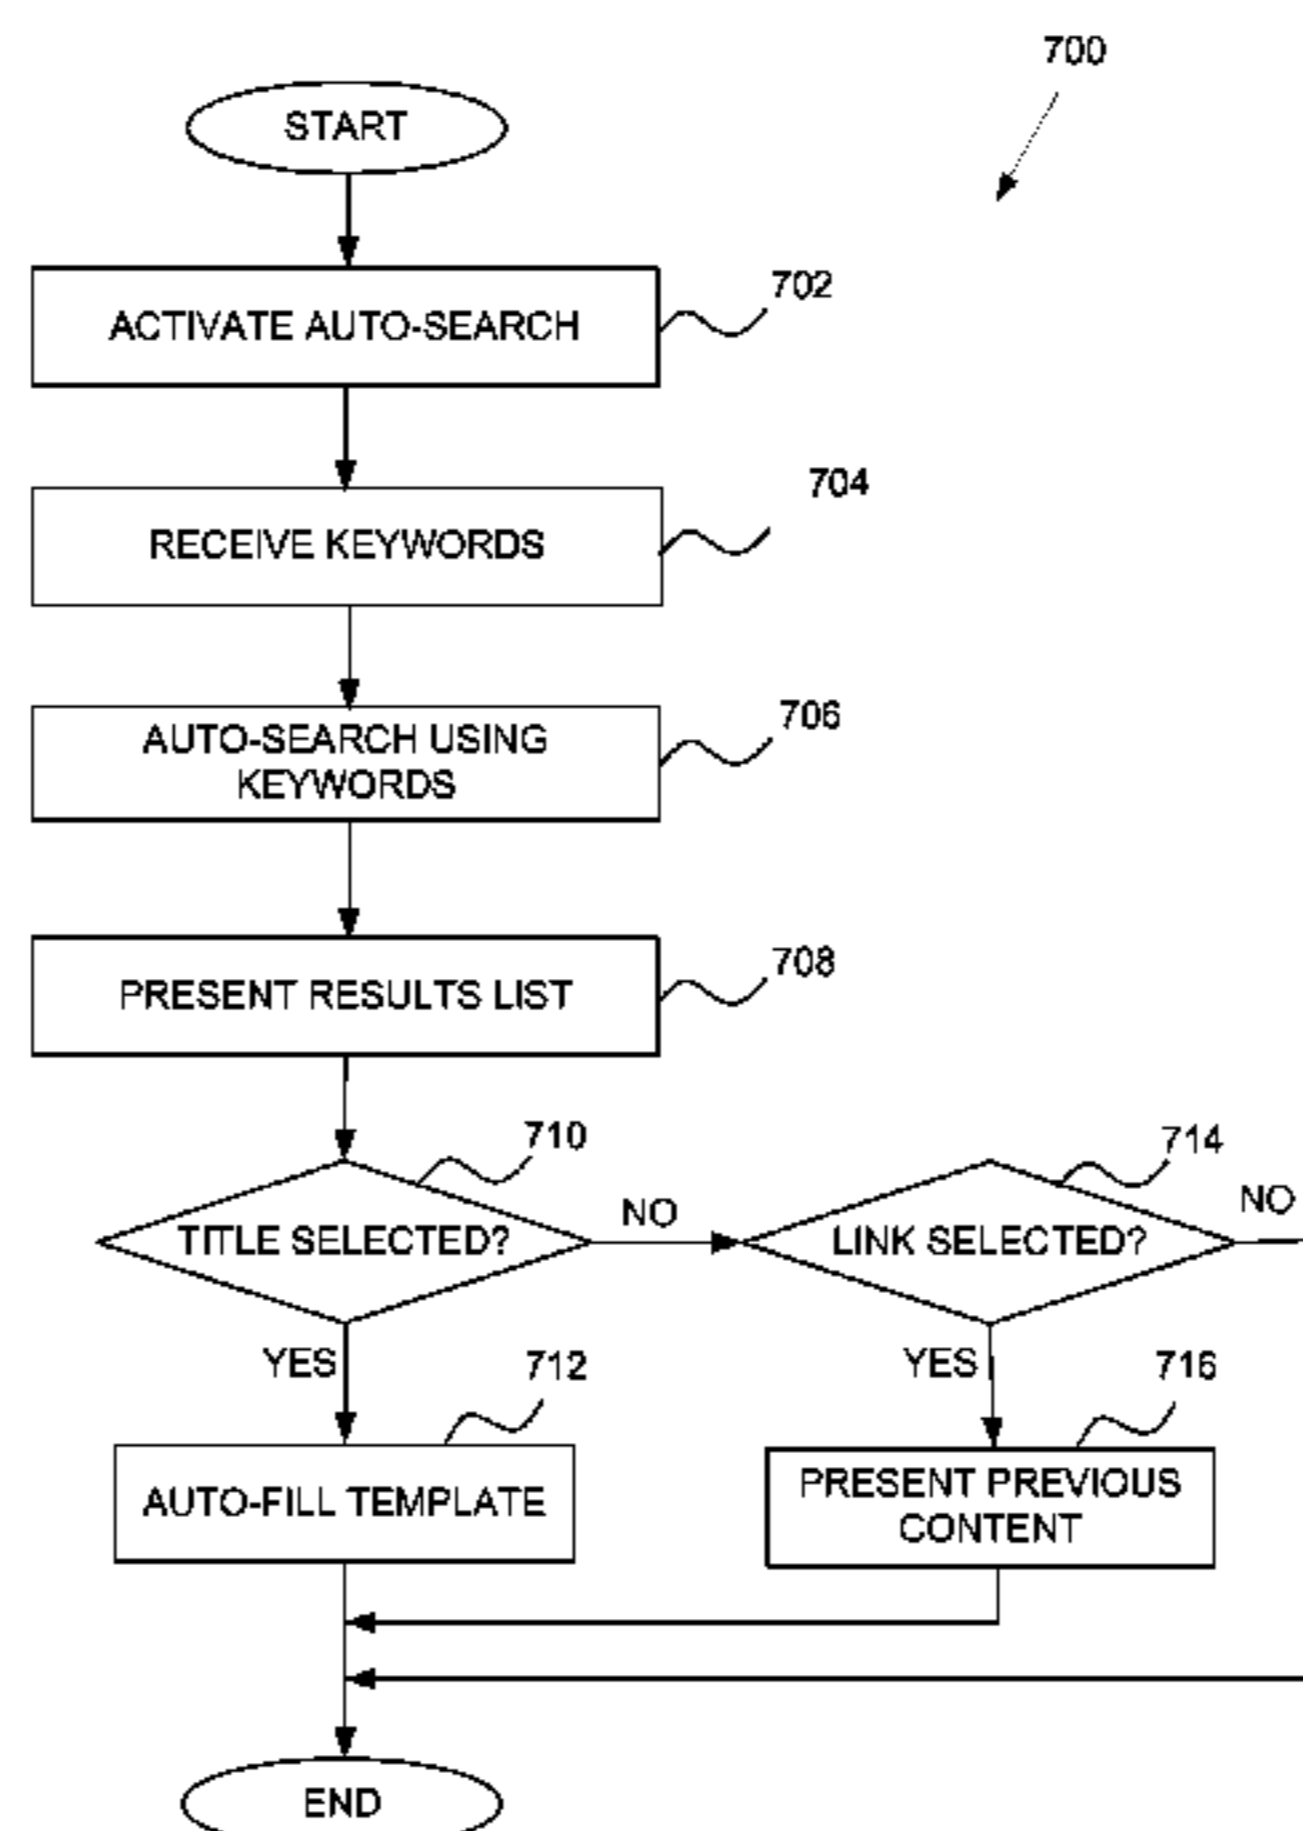 700
START
702
ACTIVATE AUTO-SEARCH
704
RECEIVE KEYWORDS
706
AUTO-SEARCH USING
KEYWORDS
708
PRESENT RESULTS LIST
710
714
NO
NO
TITLE SELECTED?
LINK SELECTED?
YES
712
YES
716
AUTO-FILL TEMPLATE
PRESENT PREVIOUS
CONTENT
END